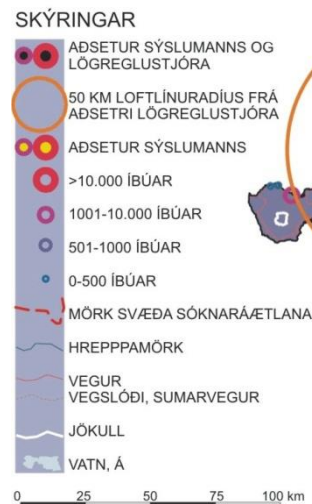 SKÝRINGAR
AÐSETUR SÝSLUMANNS OG
LÖGREGLUSTJÓRA
50 KM LOFTLÍNURADÍUS FRÁ
AÐSETRI LÖGREGLUSTJÓRA
AÐSETUR SÝSLUMANNS
>10.000 ÍBÚAR
1001-10.000 ÍBÚAR
501-1000 ÍBÚAR
0-500 ÍBÚAR
MÖRK SVÆÐA SÓKNARÁÆTLANA
HREPPPAMÖRK
VEGUR
VEGSLÓÐI, SUMARVEGUR
JÖKULL
VATN, Á
0 25 50 75 100 km